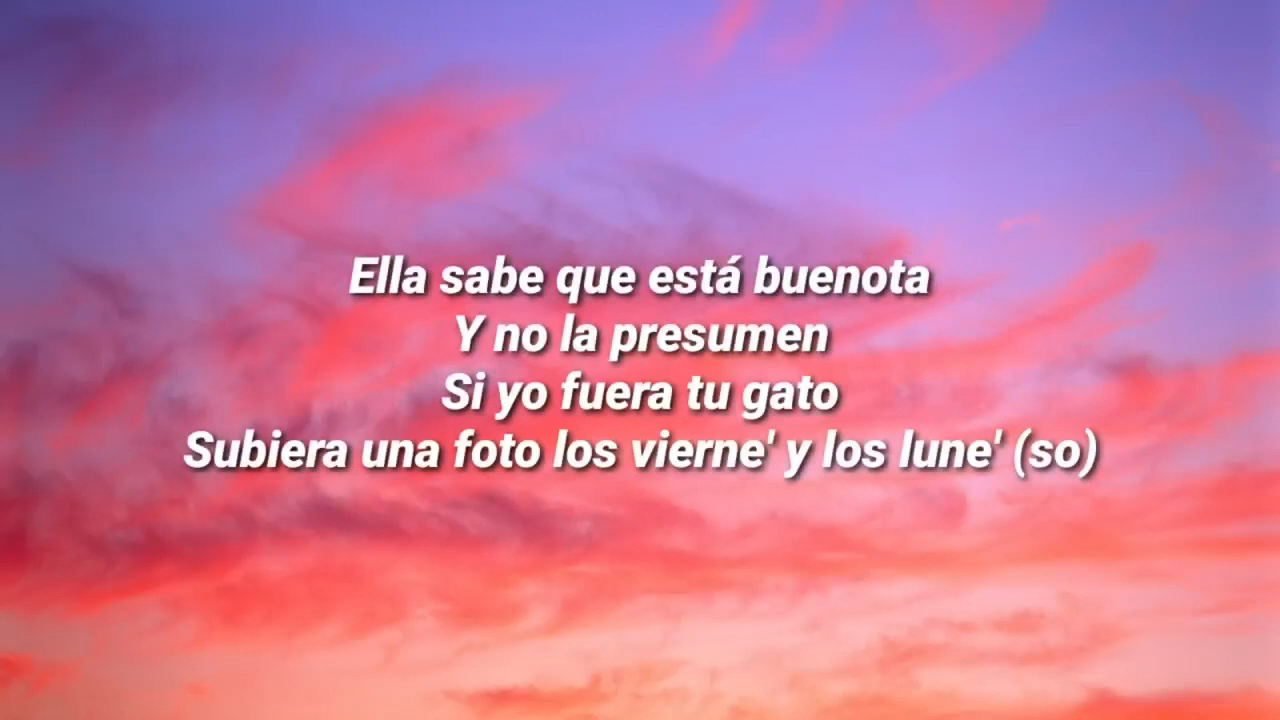 Ella sabe que está buenota
Y no la presumen
Si yo fuera tu gato
Subiera una foto los vierne' y los lune' (so)